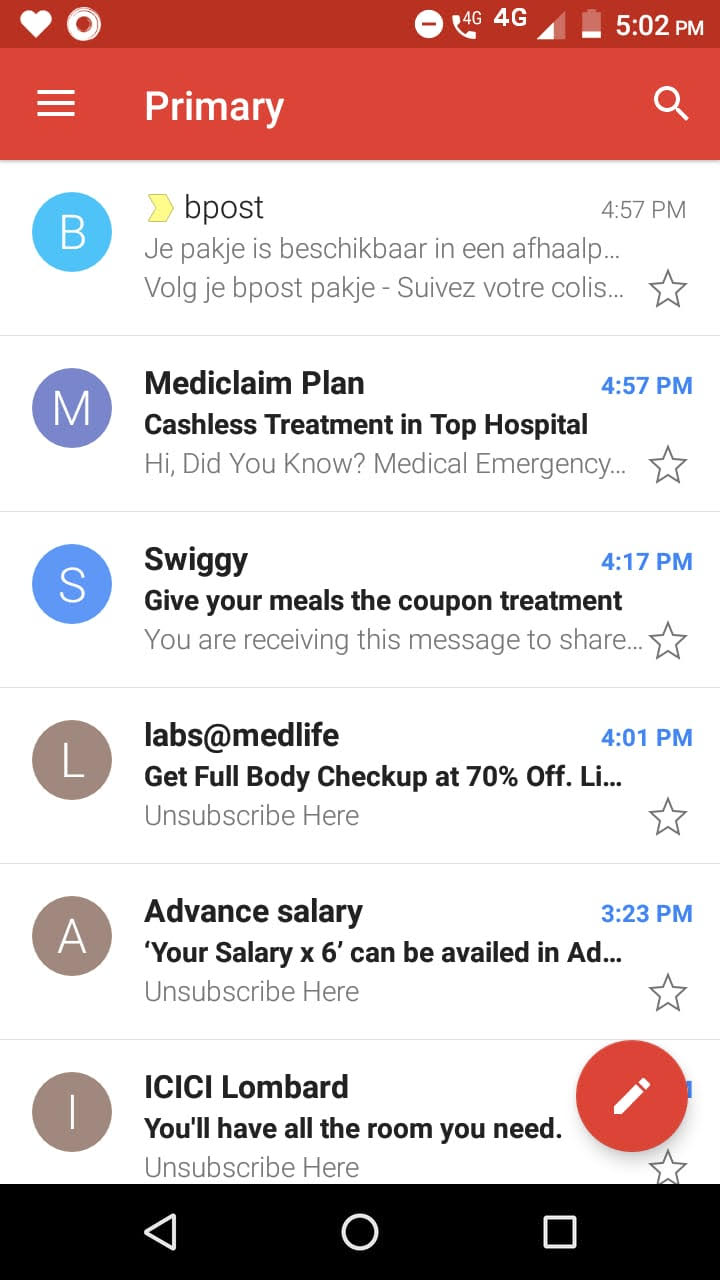 4G 4G 5:02 PM
Primary
B
bpost 4:57 PM
Je pakje is beschikbaar in een afhaalp...
Volg je bpost pakje - Suivez votre colis...
M
Mediclaim Plan 4:57 PM
Cashless Treatment in Top Hospital
Hi, Did You Know? Medical Emergency...
S
Swiggy 4:17 PM
Give your meals the coupon treatment
You are receiving this message to share...
L
labs@medlife 4:01 PM
Get Full Body Checkup at 70% Off. Li...
Unsubscribe Here
A
Advance salary 3:23 PM
‘Your Salary x 6’ can be availed in Ad...
Unsubscribe Here
I
ICICI Lombard
You'll have all the room you need.
Unsubscribe Here